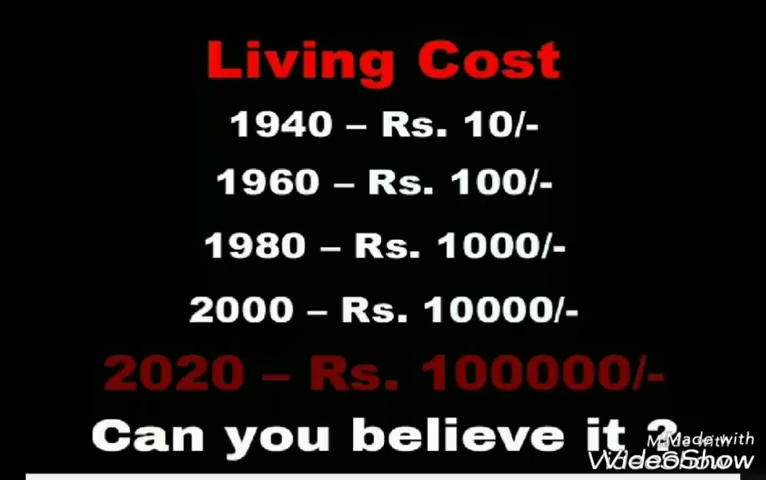 Living Cost
1940 – Rs. 10/-
1960 – Rs. 100/-
1980 – Rs. 1000/-
2000 – Rs. 10000/-
2020 – Rs. 100000/-
Can you believe it ?
Made with
VideoShow